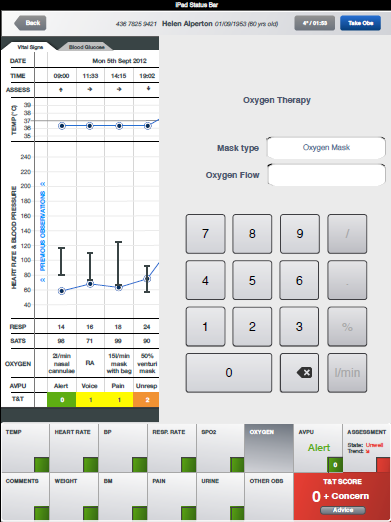 iPad Status Bar
Back
436 7825 9421 Helen Alperton 01/09/1953 (60 yrs old)
4° / 01:53
Take Obs
Vital Signs
Blood Glucose
DATE Mon 5th Sept 2012
TIME 09:00 11:33 14:15 19:02
ASSESS
TEMP (°C)
39
38
37
36
35
HEART RATE & BLOOD PRESSURE
PREVIOUS OBSERVATIONS
240
220
200
180
160
140
120
100
80
60
40
RESP 14 16 18 24
SATS 98 71 99 90
OXYGEN
2l/min nasal cannulae
RA
15l/min mask with bag
50% venturi mask
AVPU Alert Voice Pain Unresp
T&T 0 1 1 2
Oxygen Therapy
Mask type Oxygen Mask
Oxygen Flow
7 8 9 /
4 5 6 .
1 2 3 %
0 l/min
TEMP HEART RATE BP RESP. RATE SPO2 OXYGEN AVPU ASSESSMENT
Alert
0
State: Unwell
Trend:
COMMENTS WEIGHT BM PAIN URINE OTHER OBS T&T SCORE
0 + Concern
Advice